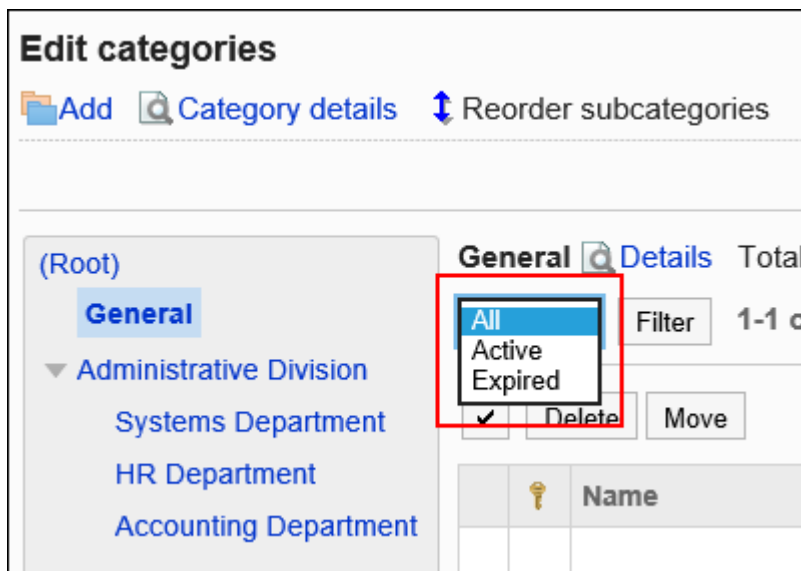 Edit categories
Add Category details Reorder subcategories
(Root)
General
Administrative Division
Systems Department
HR Department
Accounting Department
General Details Total
All
Active
Expired
Filter 1-1
Delete Move
Name